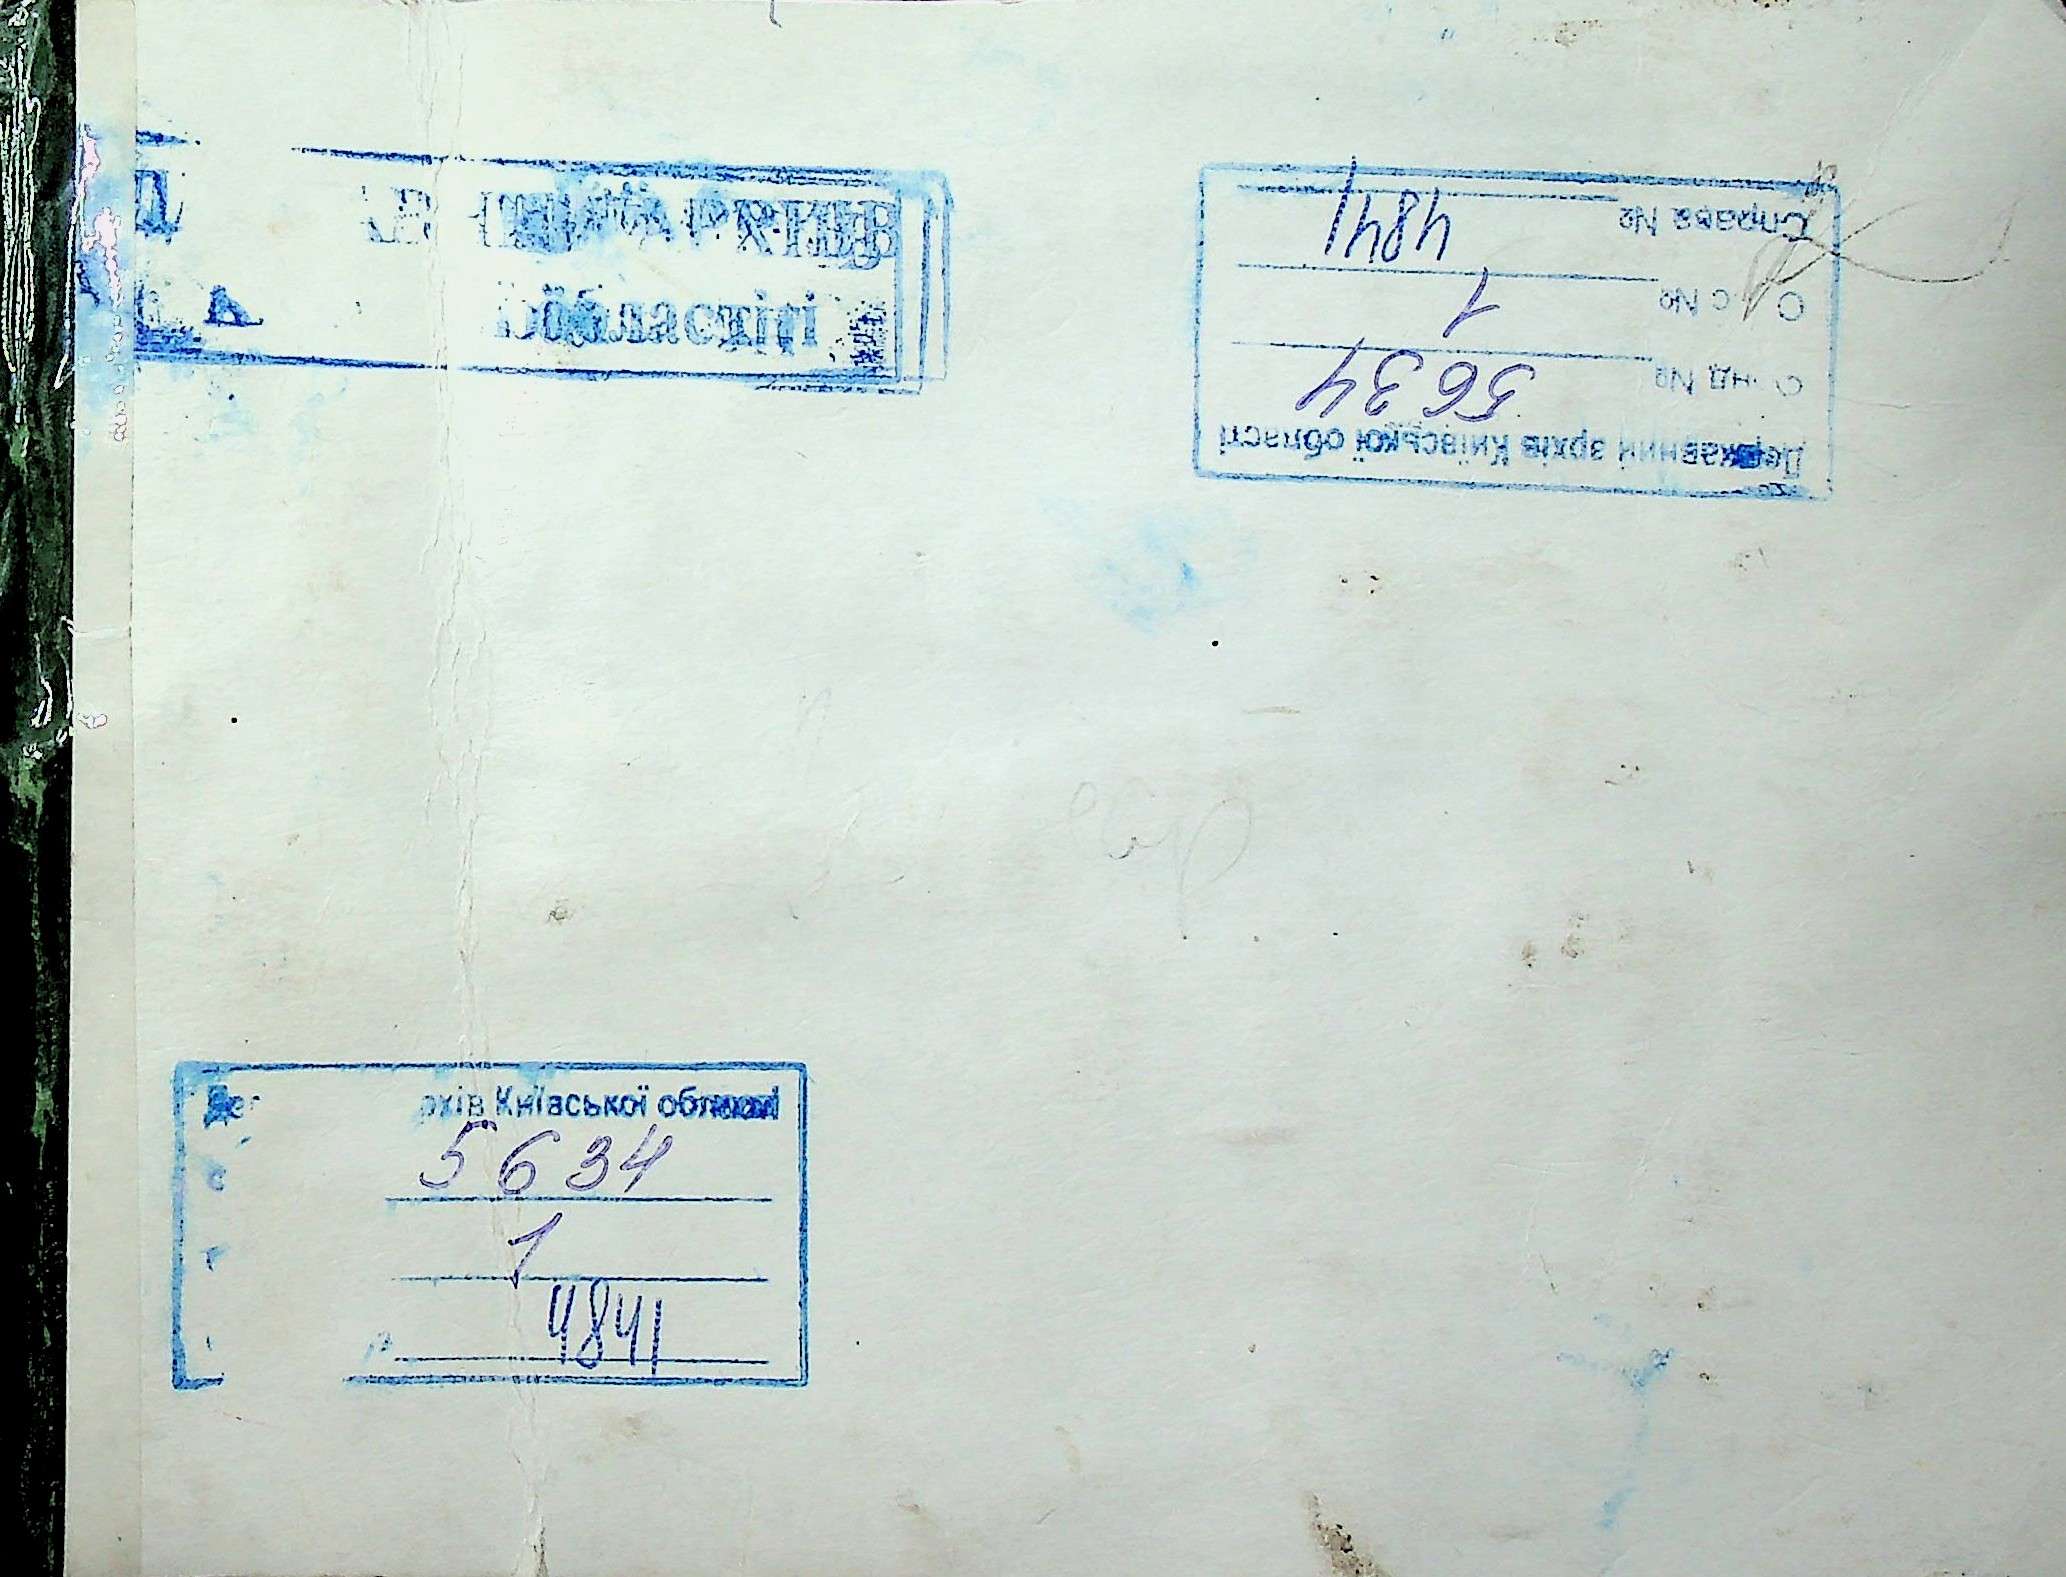 АРХІВ
області
Державний архів Київської області
Фонд № 5634
Опис № 1
Справа № 4841
рхів Київської області
5634
1
4841